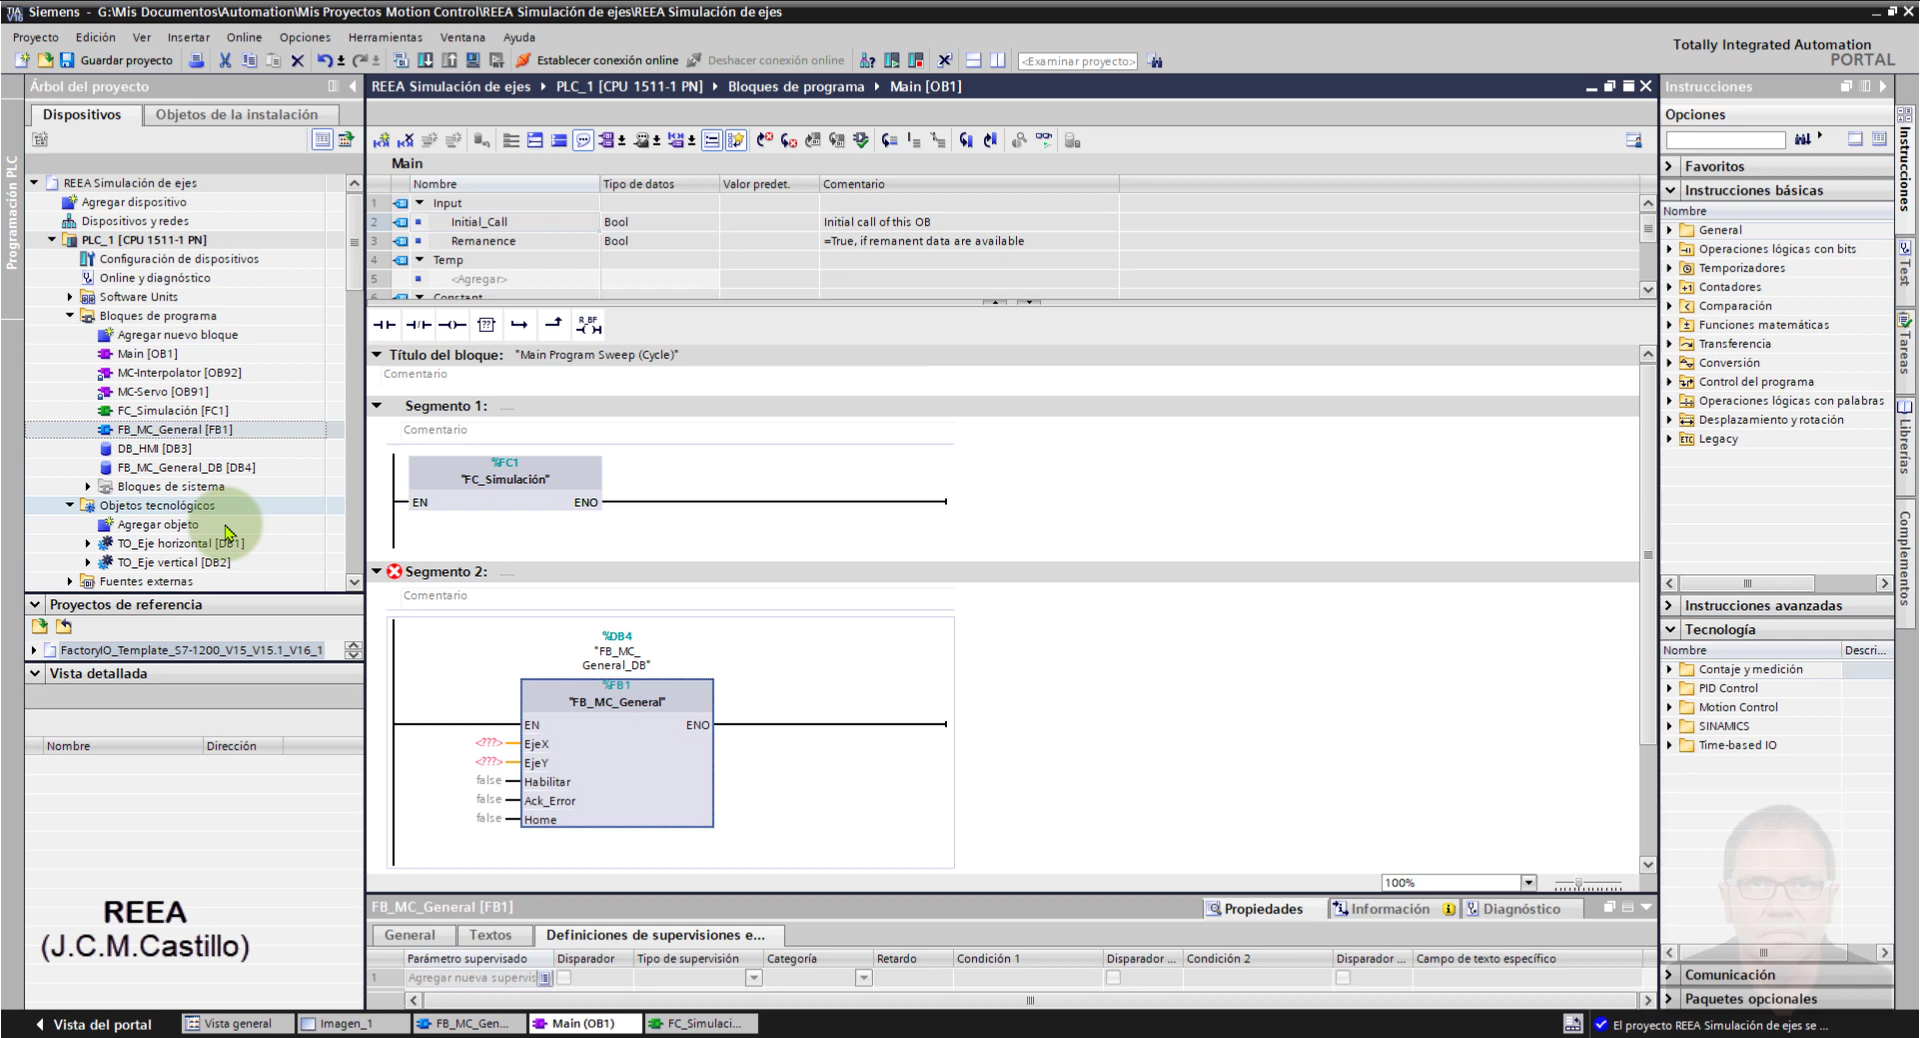 Siemens - G:\Mis Documentos\Automation\Mis Proyectos Motion Control\REEA Simulación de ejes\REEA Simulación de ejes
Proyecto Edición Ver Insertar Online Opciones Herramientas Ventana Ayuda
Totally Integrated Automation
PORTAL
Guardar proyecto Establecer conexión online Deshacer conexión online <Examinar proyecto>
Árbol del proyecto
Dispositivos Objetos de la instalación
Programación PLC
REEA Simulación de ejes
Agregar dispositivo
Dispositivos y redes
PLC_1 [CPU 1511-1 PN]
Configuración de dispositivos
Online y diagnóstico
Software Units
Bloques de programa
Agregar nuevo bloque
Main [OB1]
MC-Interpolator [OB92]
MC-Servo [OB91]
FC_Simulación [FC1]
FB_MC_General [FB1]
DB_HMI [DB3]
FB_MC_General_DB [DB4]
Bloques de sistema
Objetos tecnológicos
Agregar objeto
TO_Eje horizontal [DB1]
TO_Eje vertical [DB2]
Fuentes externas
Proyectos de referencia
FactoryIO_Template_S7-1200_V15_V15.1_V16_1
Vista detallada
Nombre Dirección
REEA
(J.C.M.Castillo)
REEA Simulación de ejes PLC_1 [CPU 1511-1 PN] Bloques de programa Main [OB1]
Main
Nombre Tipo de datos Valor predet. Comentario
1 Input
2 Initial_Call Bool Initial call of this OB
3 Remanence Bool =True, if remanent data are available
4 Temp
5 <Agregar>
6 Constant
R_BF
Título del bloque: "Main Program Sweep (Cycle)"
Comentario
Segmento 1: .....
Comentario
%FC1
"FC_Simulación"
EN ENO
Segmento 2: .....
Comentario
%DB4
"FB_MC_
General_DB"
%FB1
"FB_MC_General"
EN ENO
<???> EjeX
<???> EjeY
false Habilitar
false Ack_Error
false Home
100%
FB_MC_General [FB1]
Propiedades Información Diagnóstico
General Textos Definiciones de supervisiones e...
Parámetro supervisado Disparador Tipo de supervisión Categoría Retardo Condición 1 Disparador ... Condición 2 Disparador ... Campo de texto específico
1 Agregar nueva supervis
Instrucciones
Opciones
Favoritos
Instrucciones básicas
Nombre
General
Operaciones lógicas con bits
Temporizadores
Contadores
Comparación
Funciones matemáticas
Transferencia
Conversión
Control del programa
Operaciones lógicas con palabras
Desplazamiento y rotación
Legacy
Instrucciones avanzadas
Tecnología
Nombre Descri...
Contaje y medición
PID Control
Motion Control
SINAMICS
Time-based IO
Comunicación
Paquetes opcionales
Instrucciones
Test
Tareas
Librerías
Complementos
Vista del portal Vista general Imagen_1 FB_MC_Gen... Main (OB1) FC_Simulaci... El proyecto REEA Simulación de ejes se ...